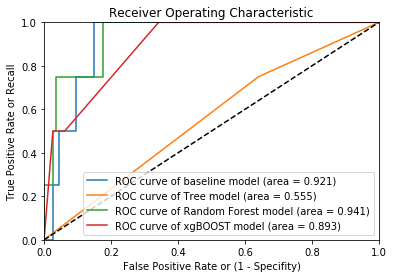 Receiver Operating Characteristic
True Positive Rate or Recall
1.0
0.8
0.6
0.4
0.2
0.0
ROC curve of baseline model (area = 0.921)
ROC curve of Tree model (area = 0.555)
ROC curve of Random Forest model (area = 0.941)
ROC curve of xgBOOST model (area = 0.893)
0.0 0.2 0.4 0.6 0.8 1.0
False Positive Rate or (1 - Specifity)